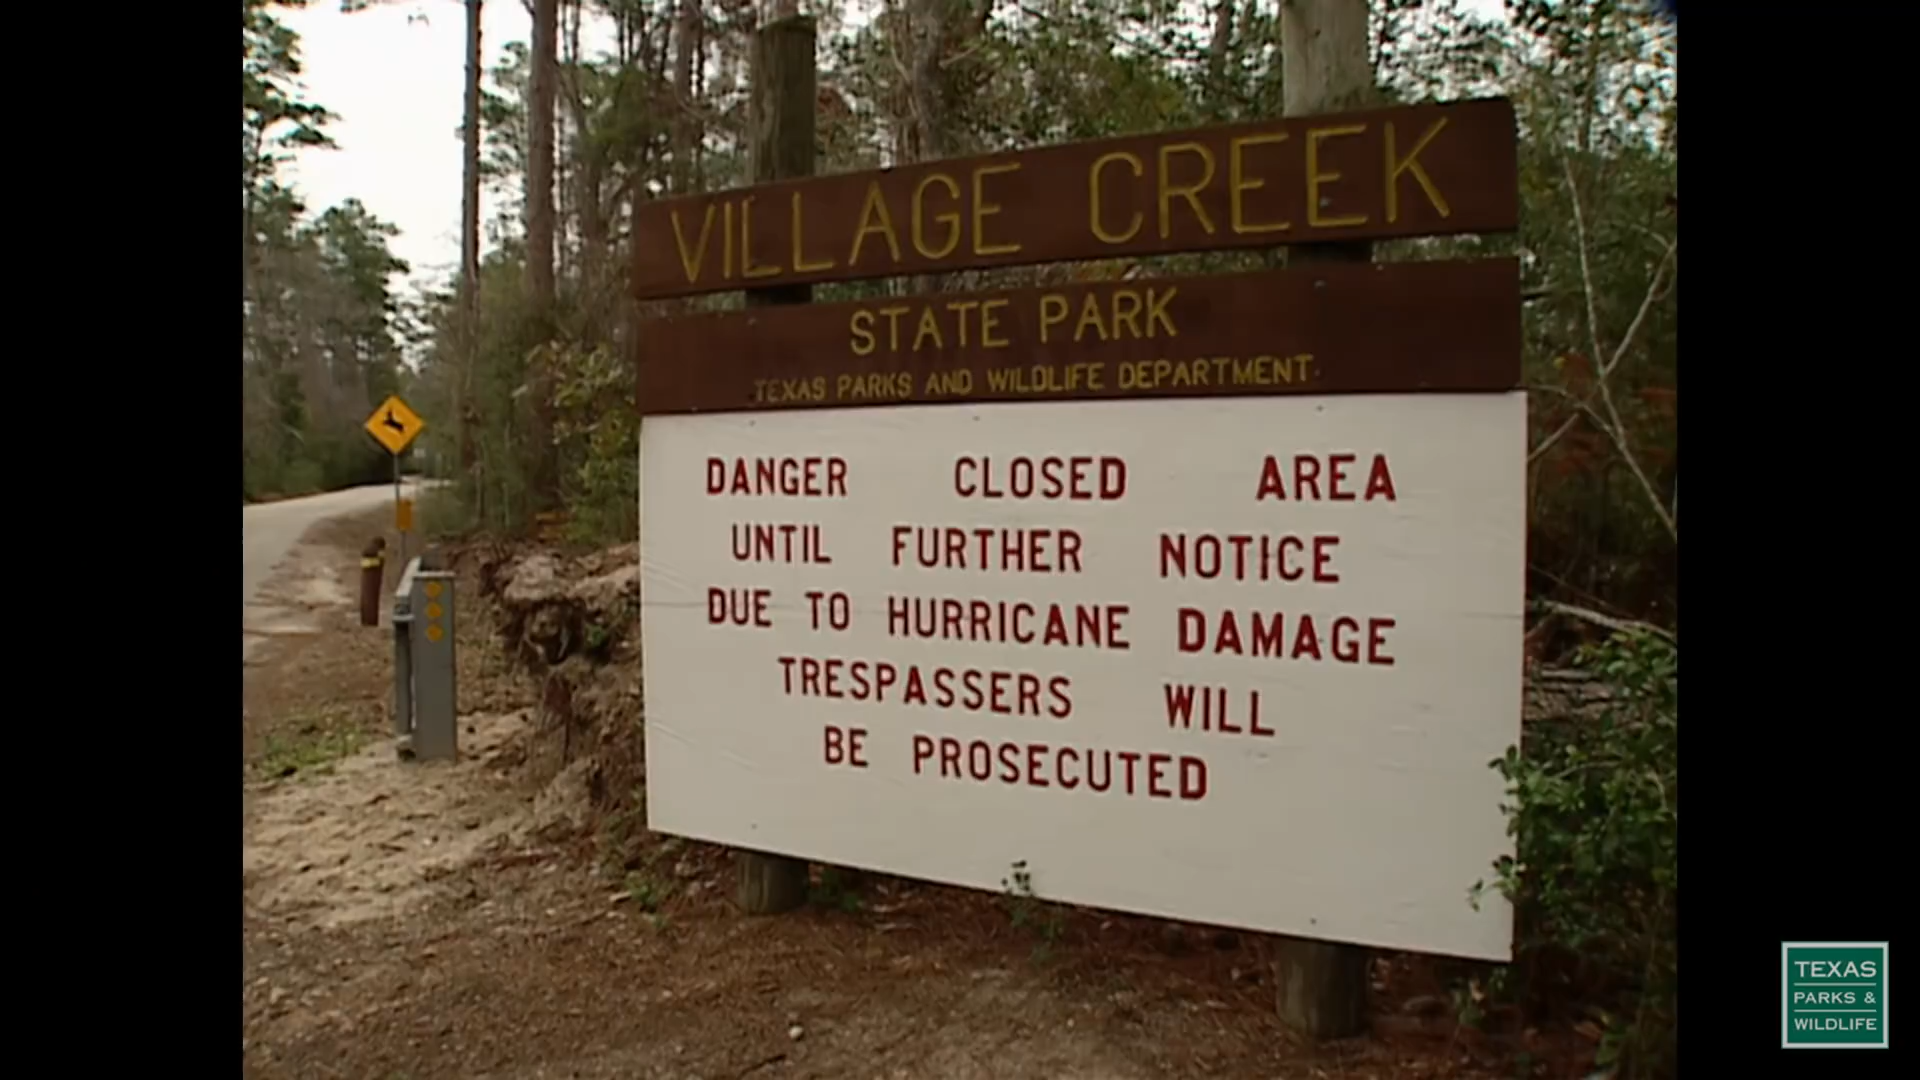 VILLAGE CREEK
STATE PARK
TEXAS PARKS AND WILDLIFE DEPARTMENT
DANGER CLOSED AREA
UNTIL FURTHER NOTICE
DUE TO HURRICANE DAMAGE
TRESPASSERS WILL
BE PROSECUTED
TEXAS
PARKS &
WILDLIFE